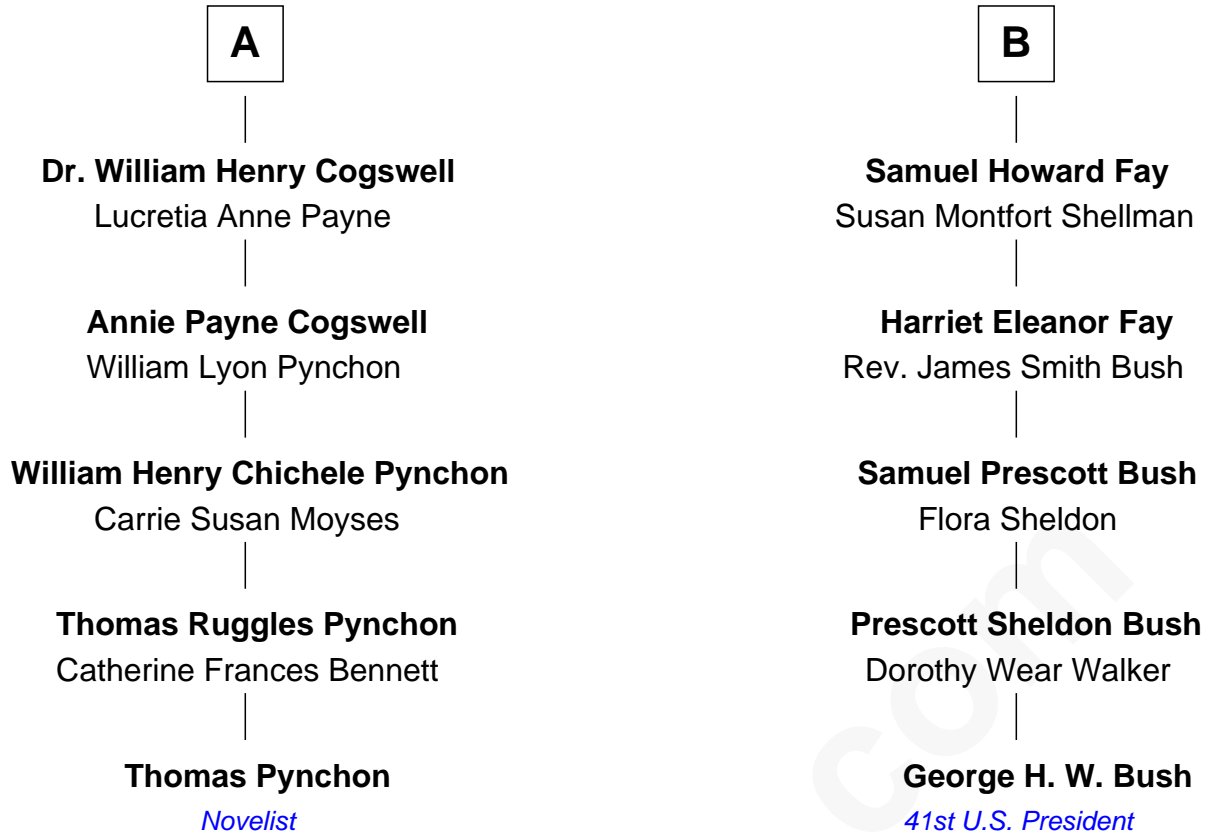 A
Dr. William Henry Cogswell
Lucretia Anne Payne
Annie Payne Cogswell
William Lyon Pynchon
William Henry Chichele Pynchon
Carrie Susan Moyses
Thomas Ruggles Pynchon
Catherine Frances Bennett
Thomas Pynchon
Novelist
B
Samuel Howard Fay
Susan Montfort Shellman
Harriet Eleanor Fay
Rev. James Smith Bush
Samuel Prescott Bush
Flora Sheldon
Prescott Sheldon Bush
Dorothy Wear Walker
George H. W. Bush
41st U.S. President
com